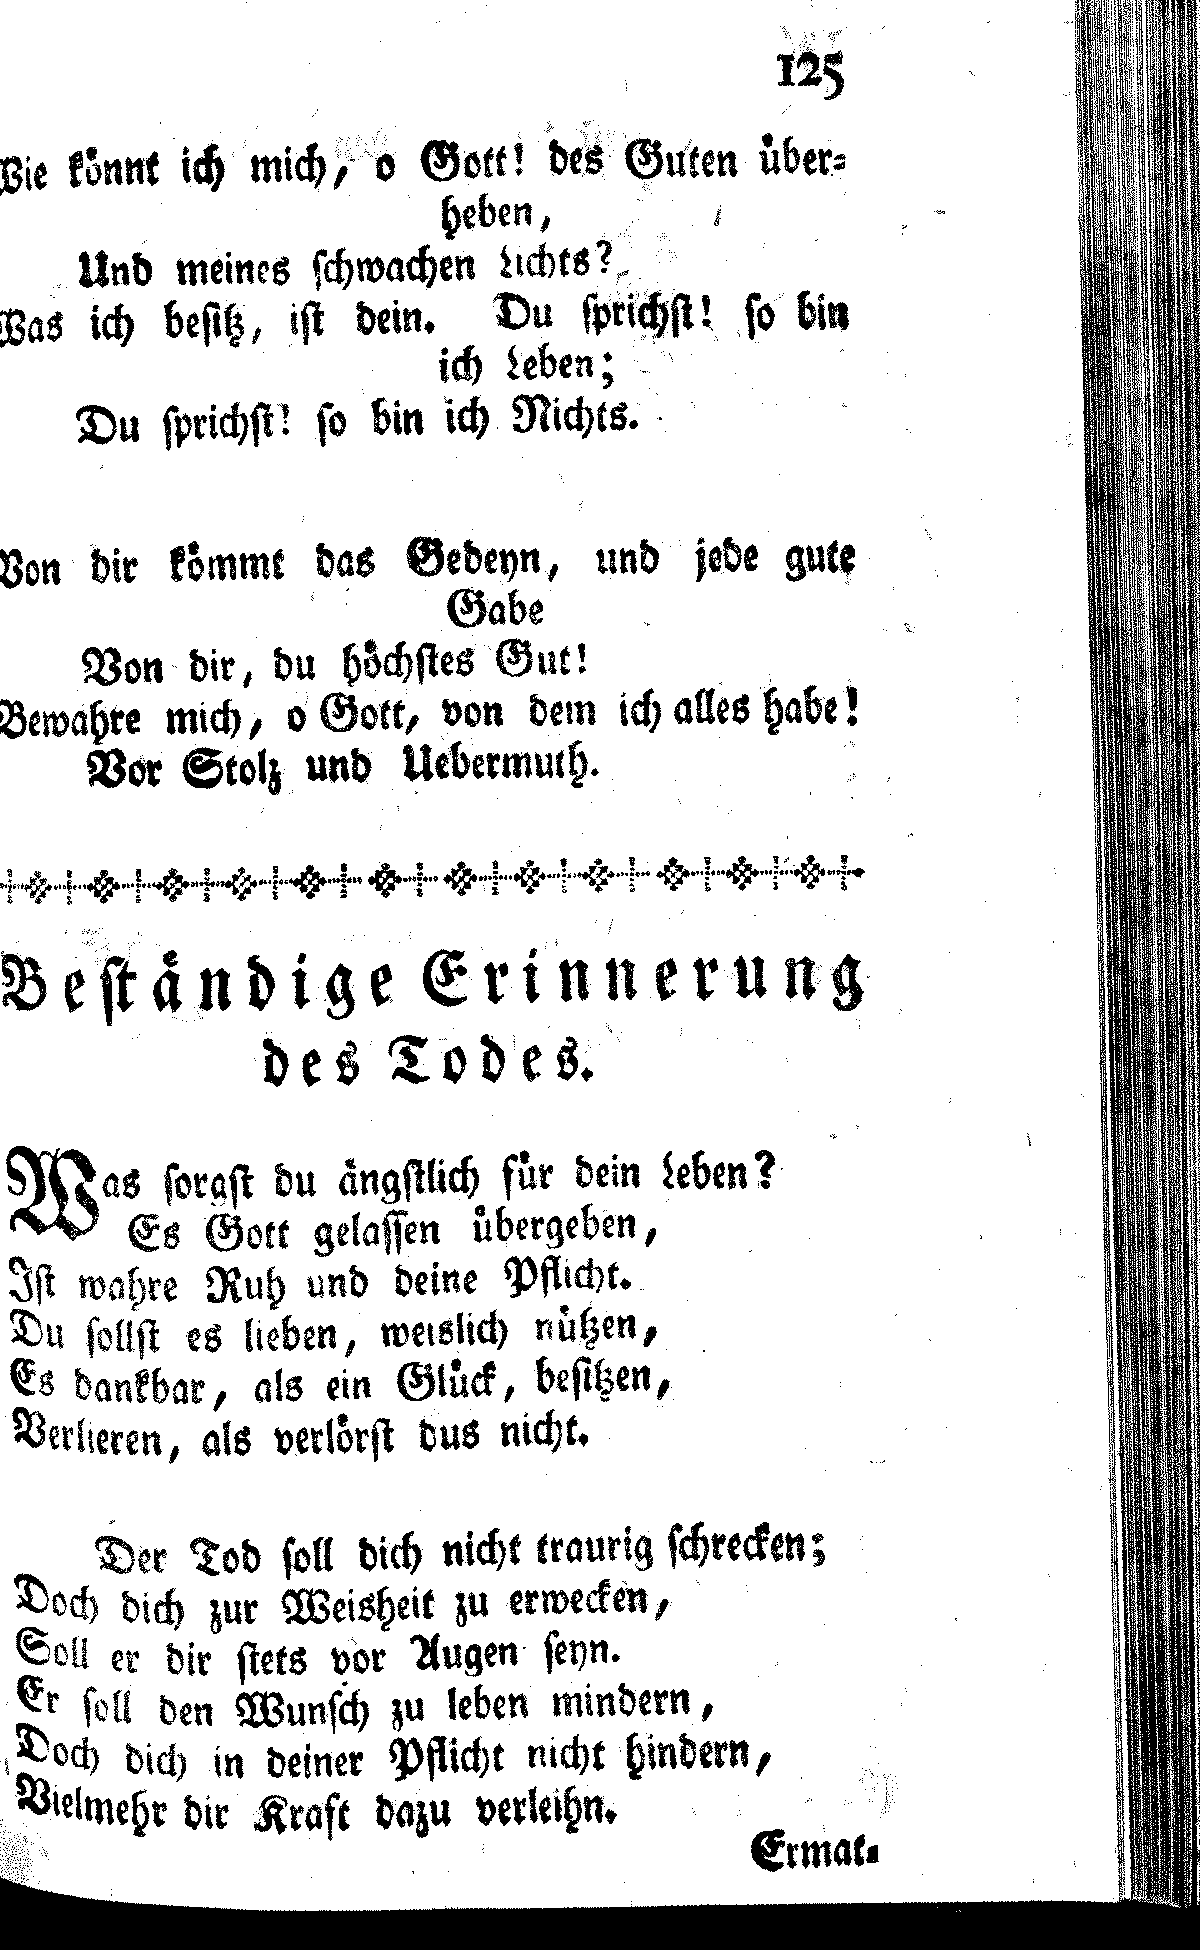 125
Wie könnt ich mich, o Gott! des Guten über-
heben,
Und meines schwachen Lichts?
Was ich besitz, ist dein. Du sprichst! so bin
ich Leben;
Du sprichst! so bin ich Nichts.
Von dir kömmt das Gedeyn, und jede gute
Gabe
Von dir, du höchstes Gut!
Bewahre mich, o Gott, von dem ich alles habe!
Vor Stolz und Uebermuth.
Beständige Erinnerung
des Todes.
Was sorgst du ängstlich für dein Leben?
Es Gott gelassen übergeben,
Ist wahre Ruh und deine Pflicht.
Du sollst es lieben, weislich nützen,
Es dankbar, als ein Glück, besitzen,
Verlieren, als verlörst dus nicht.
Der Tod soll dich nicht traurig schrecken;
Doch dich zur Weisheit zu erwecken,
Soll er dir stets vor Augen seyn.
Er soll den Wunsch zu leben mindern,
Doch dich in deiner Pflicht nicht hindern,
Vielmehr dir Kraft dazu verleihn.
Ermat-